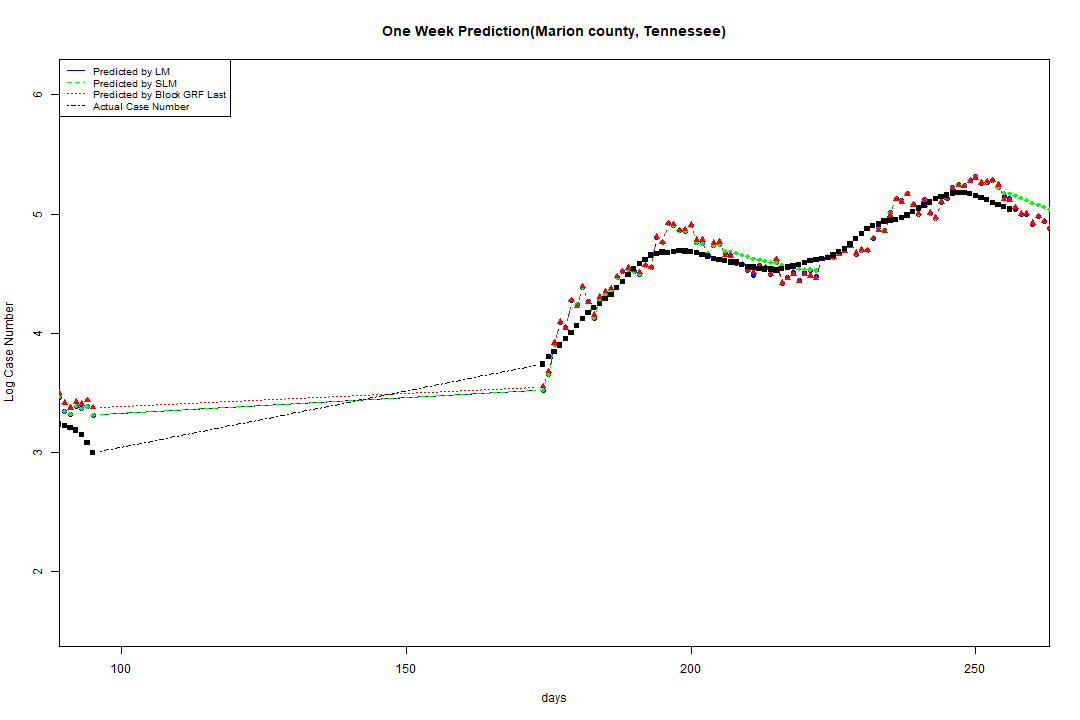 One Week Prediction(Marion county, Tennessee)
Predicted by LM
Predicted by SLM
Predicted by Block GRF Last
Actual Case Number
6
5
4
3
2
Log Case Number
100 150 200 250
days